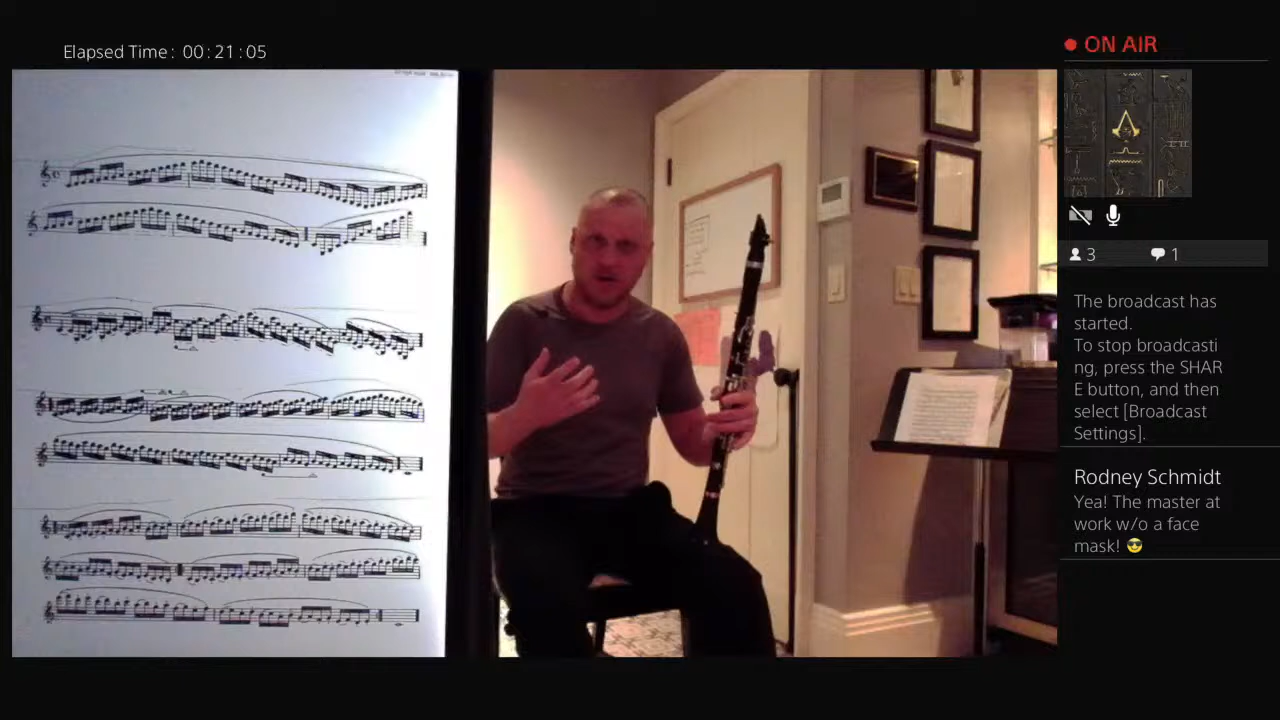 Elapsed Time: 00:21:05
ON AIR
3
1
The broadcast has
started.
To stop broadcasti
ng, press the SHAR
E button, and then
select [Broadcast
Settings].
Rodney Schmidt
Yea! The master at
work w/o a face
mask! 😎